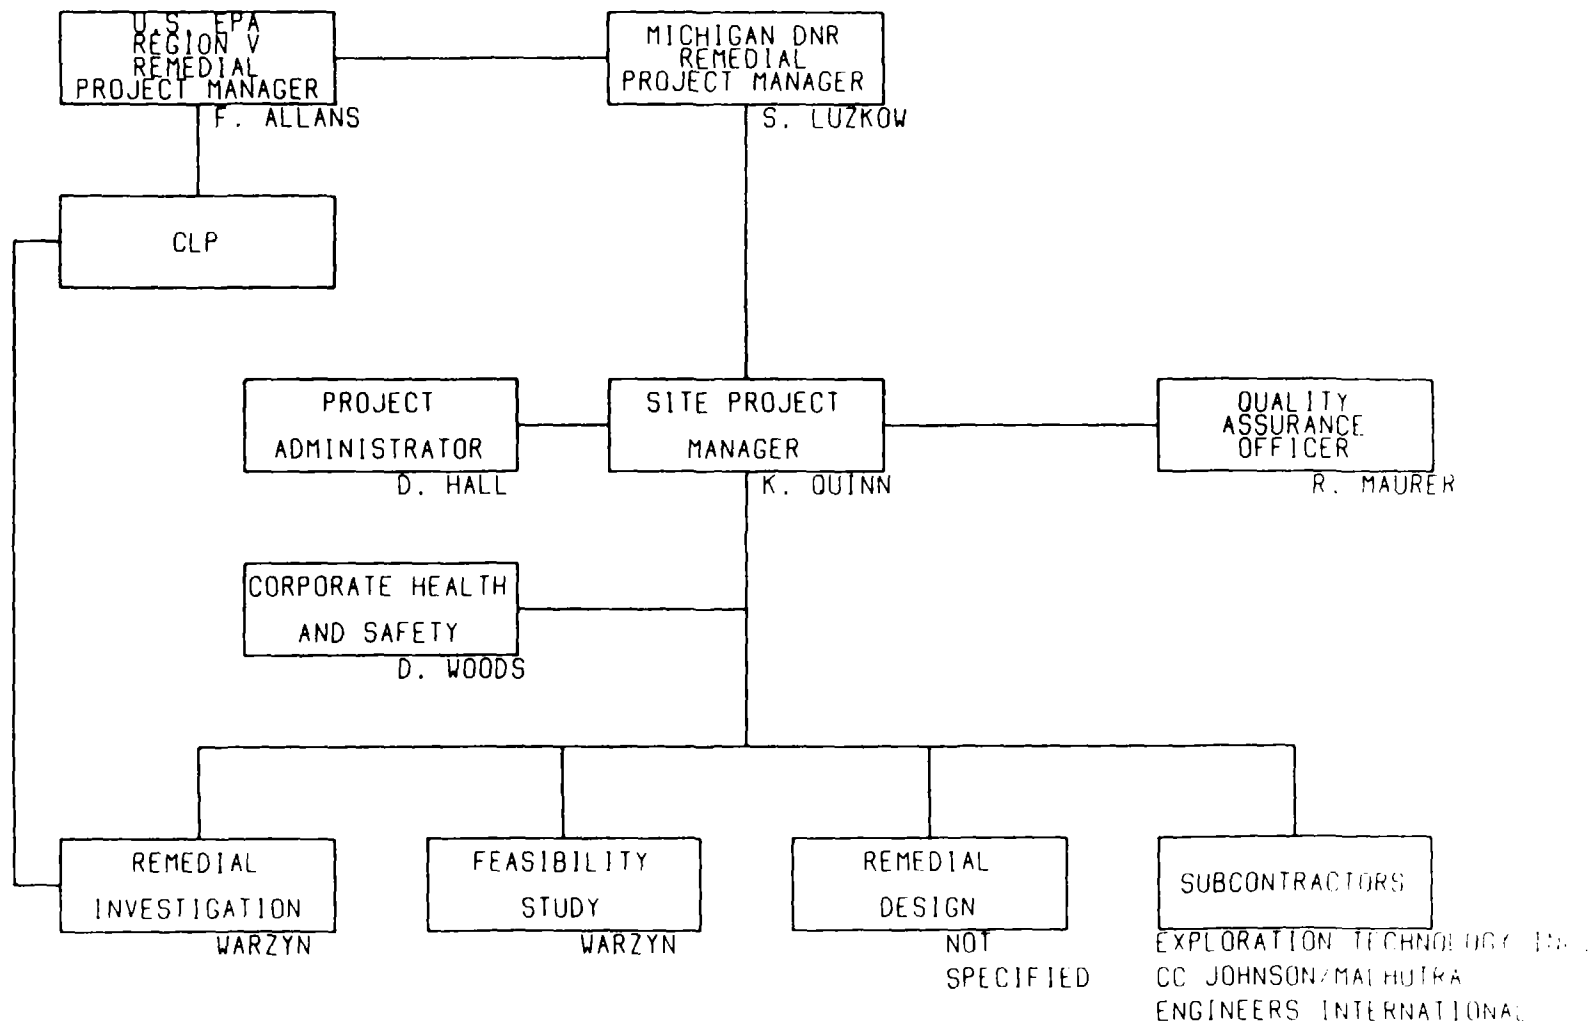 U.S. EPA
REGION V
REMEDIAL
PROJECT MANAGER
F. ALLANS
MICHIGAN DNR
REMEDIAL
PROJECT MANAGER
S. LUZKOW
CLP
PROJECT
ADMINISTRATOR
D. HALL
SITE PROJECT
MANAGER
K. QUINN
QUALITY
ASSURANCE
OFFICER
R. MAURER
CORPORATE HEALTH
AND SAFETY
D. WOODS
REMEDIAL
INVESTIGATION
WARZYN
FEASIBILITY
STUDY
WARZYN
REMEDIAL
DESIGN
NOT
SPECIFIED
SUBCONTRACTORS
EXPLORATION TECHNOLOGY
CC JOHNSON/MALHOTRA
ENGINEERS INTERNATIONAL